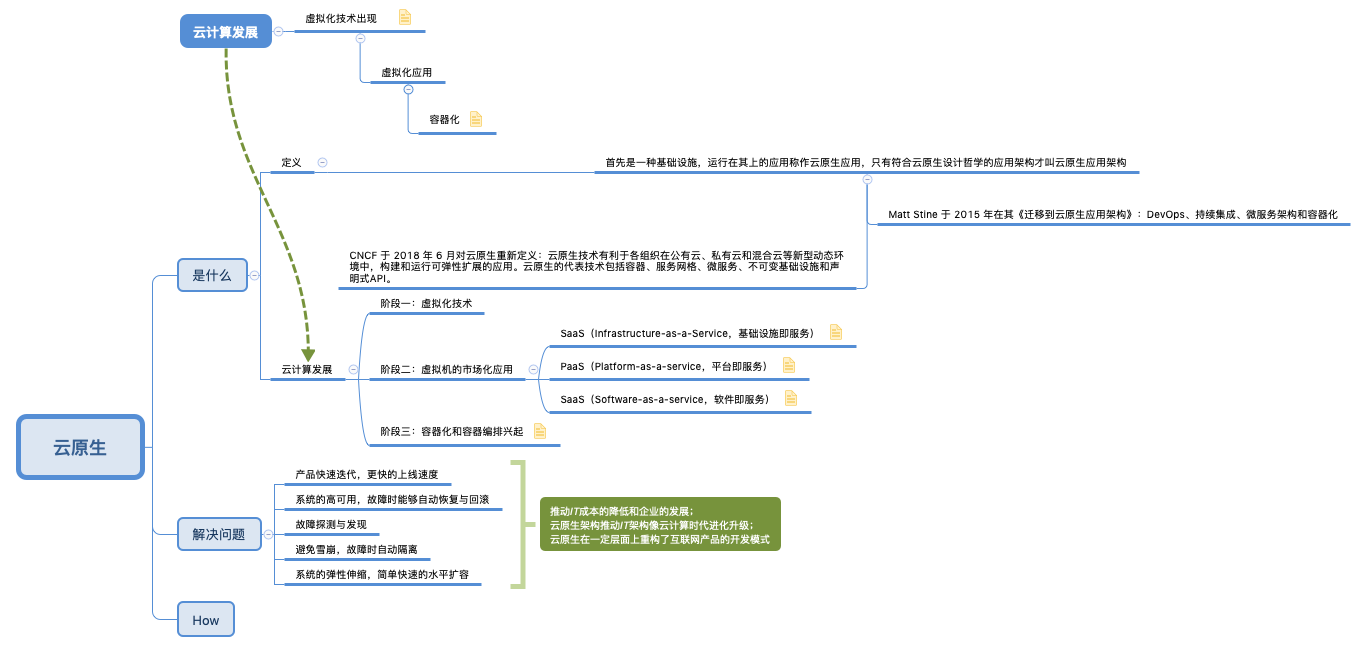 云计算发展
虚拟化技术出现
虚拟化应用
容器化
定义
首先是一种基础设施，运行在其上的应用称作云原生应用，只有符合云原生设计哲学的应用架构才叫云原生应用架构
Matt Stine 于 2015 年在其《迁移到云原生应用架构》：DevOps、持续集成、微服务架构和容器化
CNCF 于 2018 年 6 月对云原生重新定义：云原生技术有利于各组织在公有云、私有云和混合云等新型动态环
境中，构建和运行可弹性扩展的应用。云原生的代表技术包括容器、服务网格、微服务、不可变基础设施和声
明式API。
是什么
阶段一：虚拟化技术
SaaS（Infrastructure-as-a-Service，基础设施即服务）
云计算发展
阶段二：虚拟机的市场化应用
PaaS（Platform-as-a-service，平台即服务）
SaaS（Software-as-a-service，软件即服务）
阶段三：容器化和容器编排兴起
云原生
产品快速迭代，更快的上线速度
系统的高可用，故障时能够自动恢复与回滚
解决问题
故障探测与发现
避免雪崩，故障时自动隔离
系统的弹性伸缩，简单快速的水平扩容
推动IT成本的降低和企业的发展；
云原生架构推动IT架构像云计算时代进化升级；
云原生在一定层面上重构了互联网产品的开发模式
How